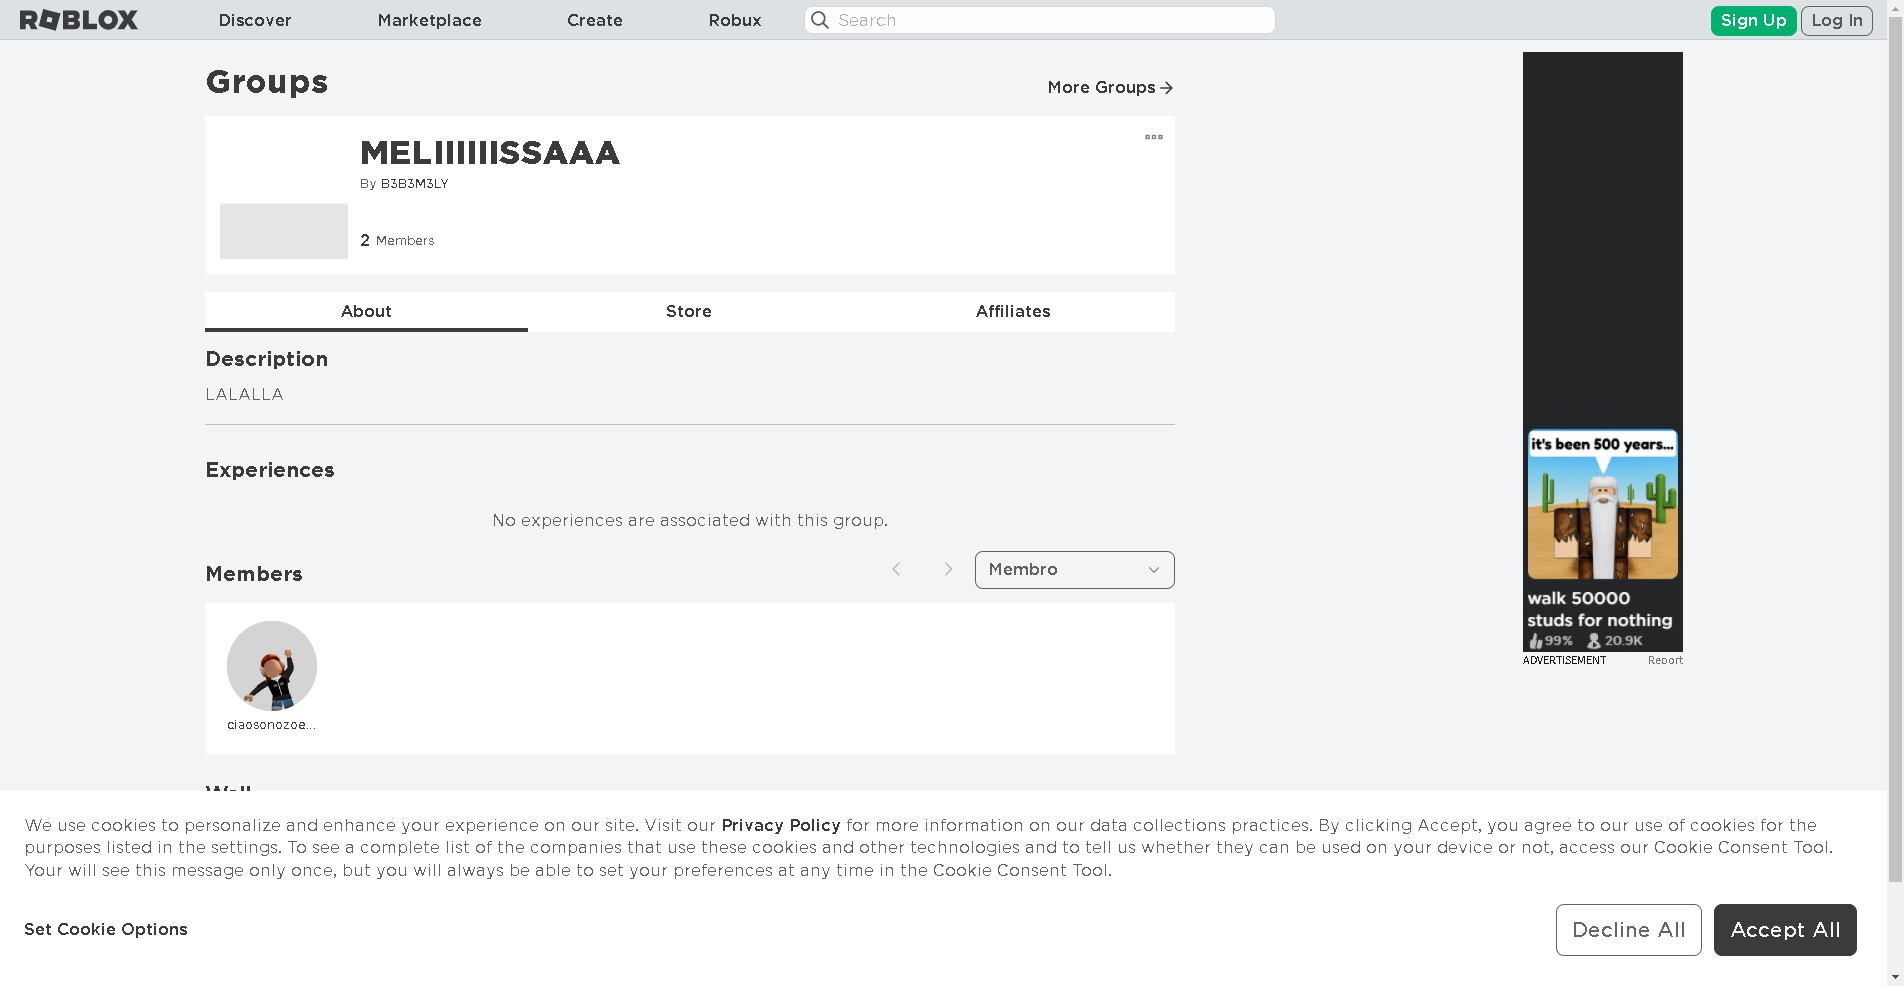 ROBLOX Discover Marketplace Create Robux Search Sign Up Log In
Groups
More Groups
MELIIIIIISSAAA
By B3B3M3LY
2 Members
About Store Affiliates
Description
LALALLA
Experiences
No experiences are associated with this group.
Members
Membro
ciaosonozoe...
it's been 500 years...
walk 50000
studs for nothing
99% 20.9K
ADVERTISEMENT Report
We use cookies to personalize and enhance your experience on our site. Visit our Privacy Policy for more information on our data collections practices. By clicking Accept, you agree to our use of cookies for the
purposes listed in the settings. To see a complete list of the companies that use these cookies and other technologies and to tell us whether they can be used on your device or not, access our Cookie Consent Tool.
Your will see this message only once, but you will always be able to set your preferences at any time in the Cookie Consent Tool.
Set Cookie Options
Decline All Accept All